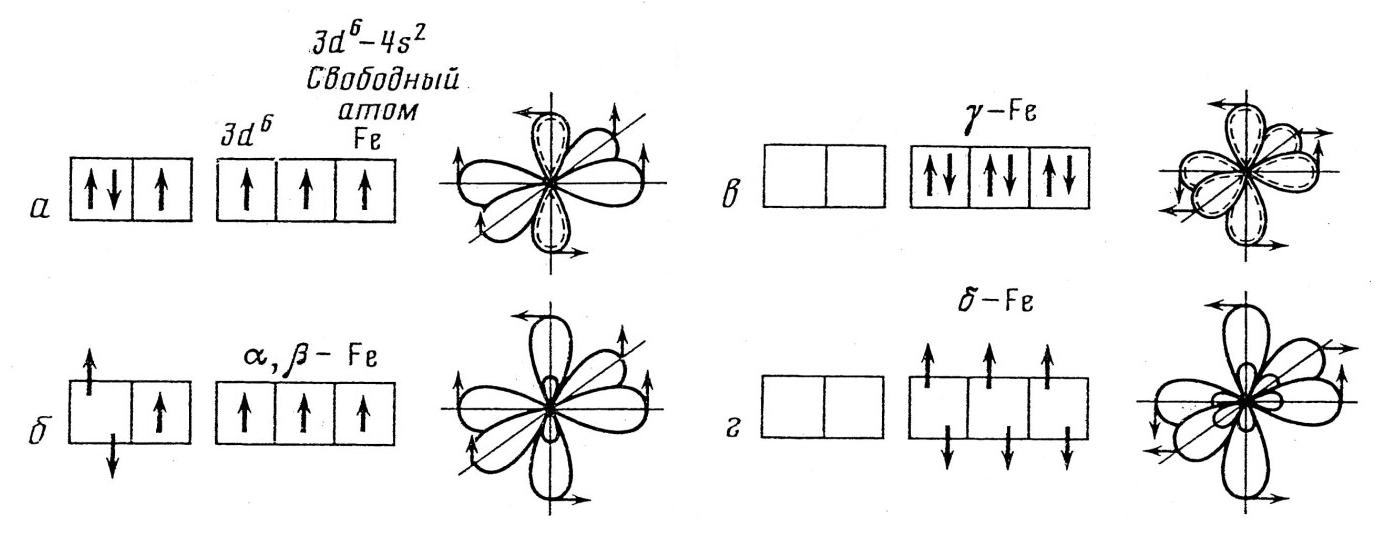 3d⁶–4s²
Свободный
атом
Fe
3d⁶
а
α, β – Fe
б
γ – Fe
в
δ – Fe
г